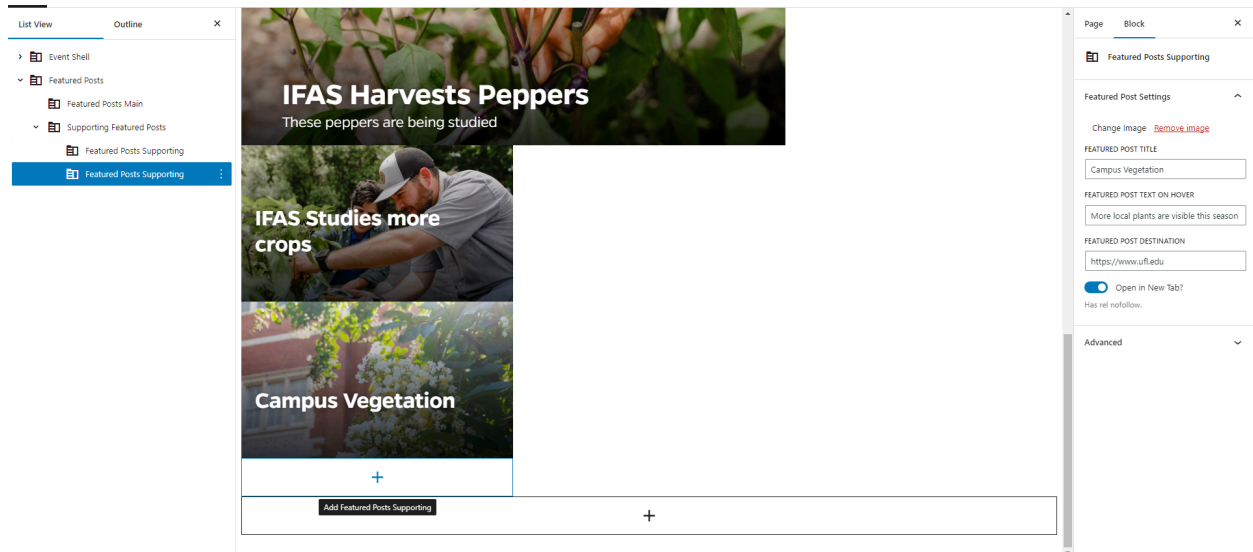 List View
Outline
Event Shell
Featured Posts
Featured Posts Main
Supporting Featured Posts
Featured Posts Supporting
Featured Posts Supporting
IFAS Harvests Peppers
These peppers are being studied
IFAS Studies more
crops
Campus Vegetation
Add Featured Posts Supporting
Page
Block
Featured Posts Supporting
Featured Post Settings
Change Image Remove image
FEATURED POST TITLE
Campus Vegetation
FEATURED POST TEXT ON HOVER
More local plants are visible this season
FEATURED POST DESTINATION
https://www.ufl.edu
Open in New Tab?
Has rel nofollow.
Advanced